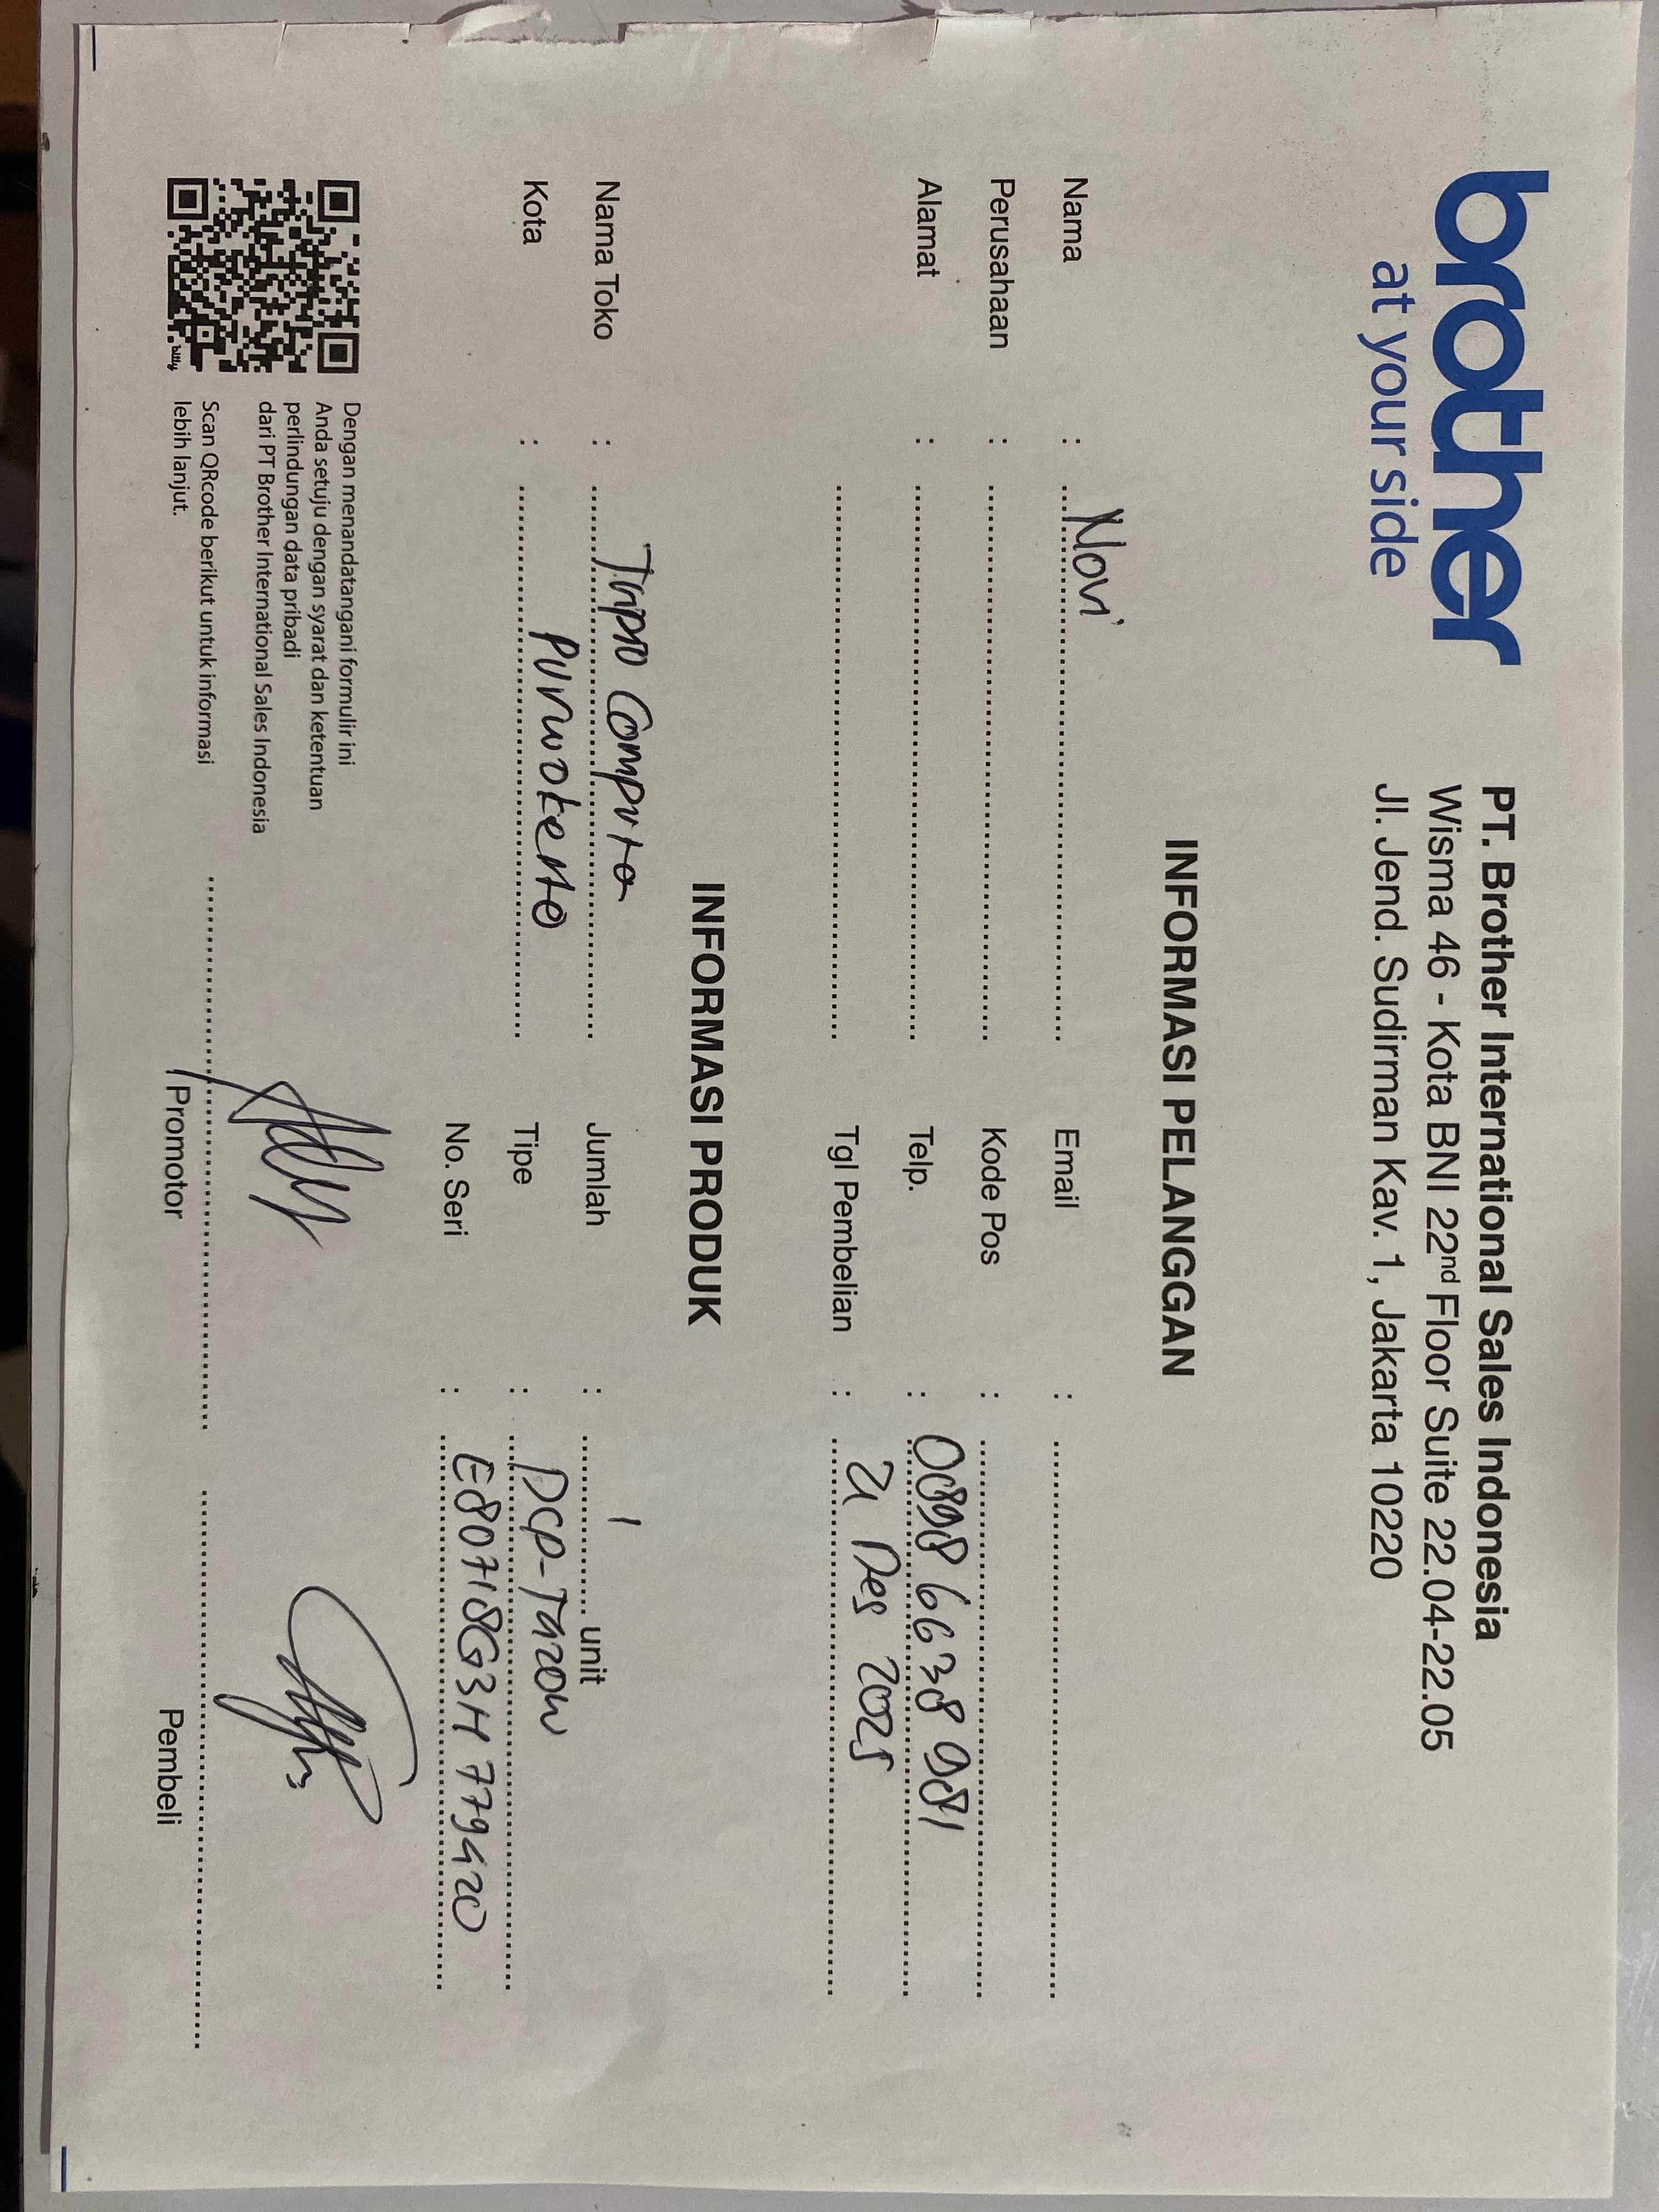 brother
at your side
PT. Brother International Sales Indonesia
Wisma 46 - Kota BNI 22nd Floor Suite 22.04-22.05
Jl. Jend. Sudirman Kav. 1, Jakarta 10220
INFORMASI PELANGGAN
Nama : Novi Email :
Perusahaan : Kode Pos :
Alamat : Telp. : 0898 6638 981
Tgl Pembelian : 21 Des 2025
INFORMASI PRODUK
Nama Toko : Jumlah : 1 unit
Kota : Purwokerto Tipe : DCP-T420W
No. Seri : E80718G3H779420
Dengan menandatangani formulir ini
Anda setuju dengan syarat dan ketentuan
perlindungan data pribadi
dari PT Brother International Sales Indonesia
Scan QRcode berikut untuk informasi
lebih lanjut.
bitly
Promotor Pembeli